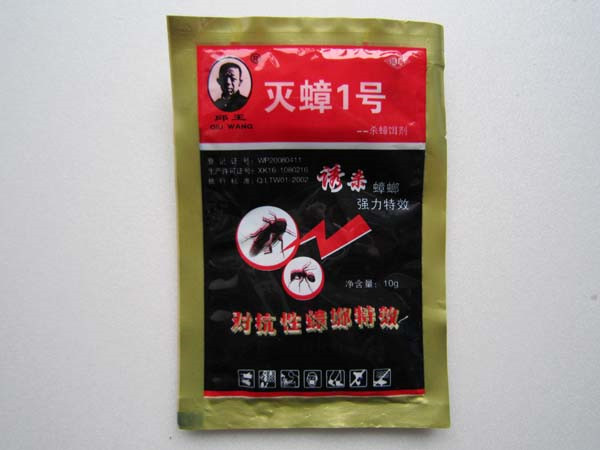 灭蟑1号
邱王
QIU WANG
--杀蟑饵剂
登记证号: WP20080411
生产许可证号: XK16 1080216
执行标准: Q/LTW01-2002
诱杀 蟑螂
强力特效
净含量: 10g
对抗性蟑螂特效